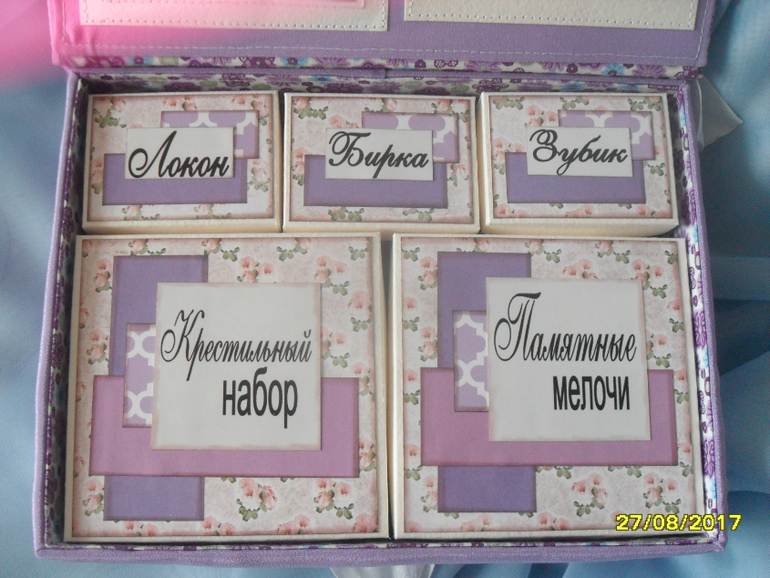 Локон
Бирка
Зубик
Крестильный
набор
Памятные
мелочи
27/08/2017